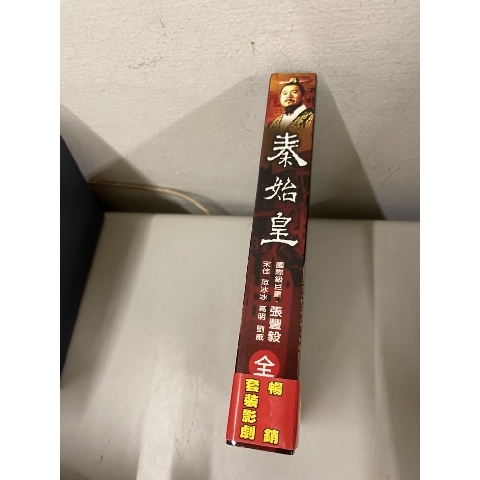 秦始皇
國際級巨星·張豐毅
宋佳 范冰冰 高明 劉威
全
暢銷
套裝影劇